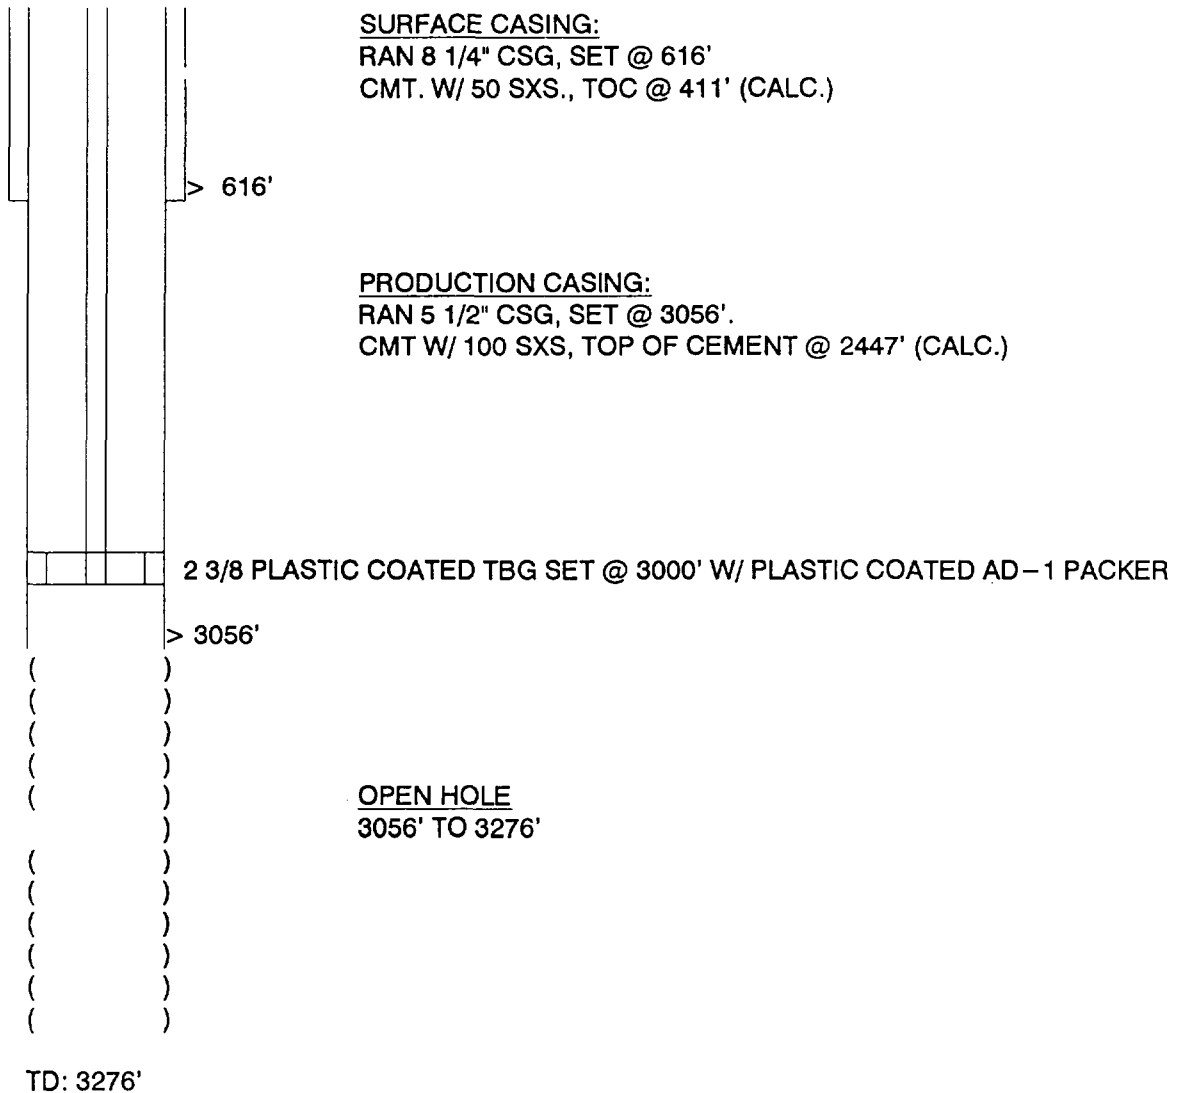 SURFACE CASING:
RAN 8 1/4" CSG, SET @ 616'
CMT. W/ 50 SXS., TOC @ 411' (CALC.)
> 616'
PRODUCTION CASING:
RAN 5 1/2" CSG, SET @ 3056'.
CMT W/ 100 SXS, TOP OF CEMENT @ 2447' (CALC.)
2 3/8 PLASTIC COATED TBG SET @ 3000' W/ PLASTIC COATED AD-1 PACKER
> 3056'
OPEN HOLE
3056' TO 3276'
TD: 3276'